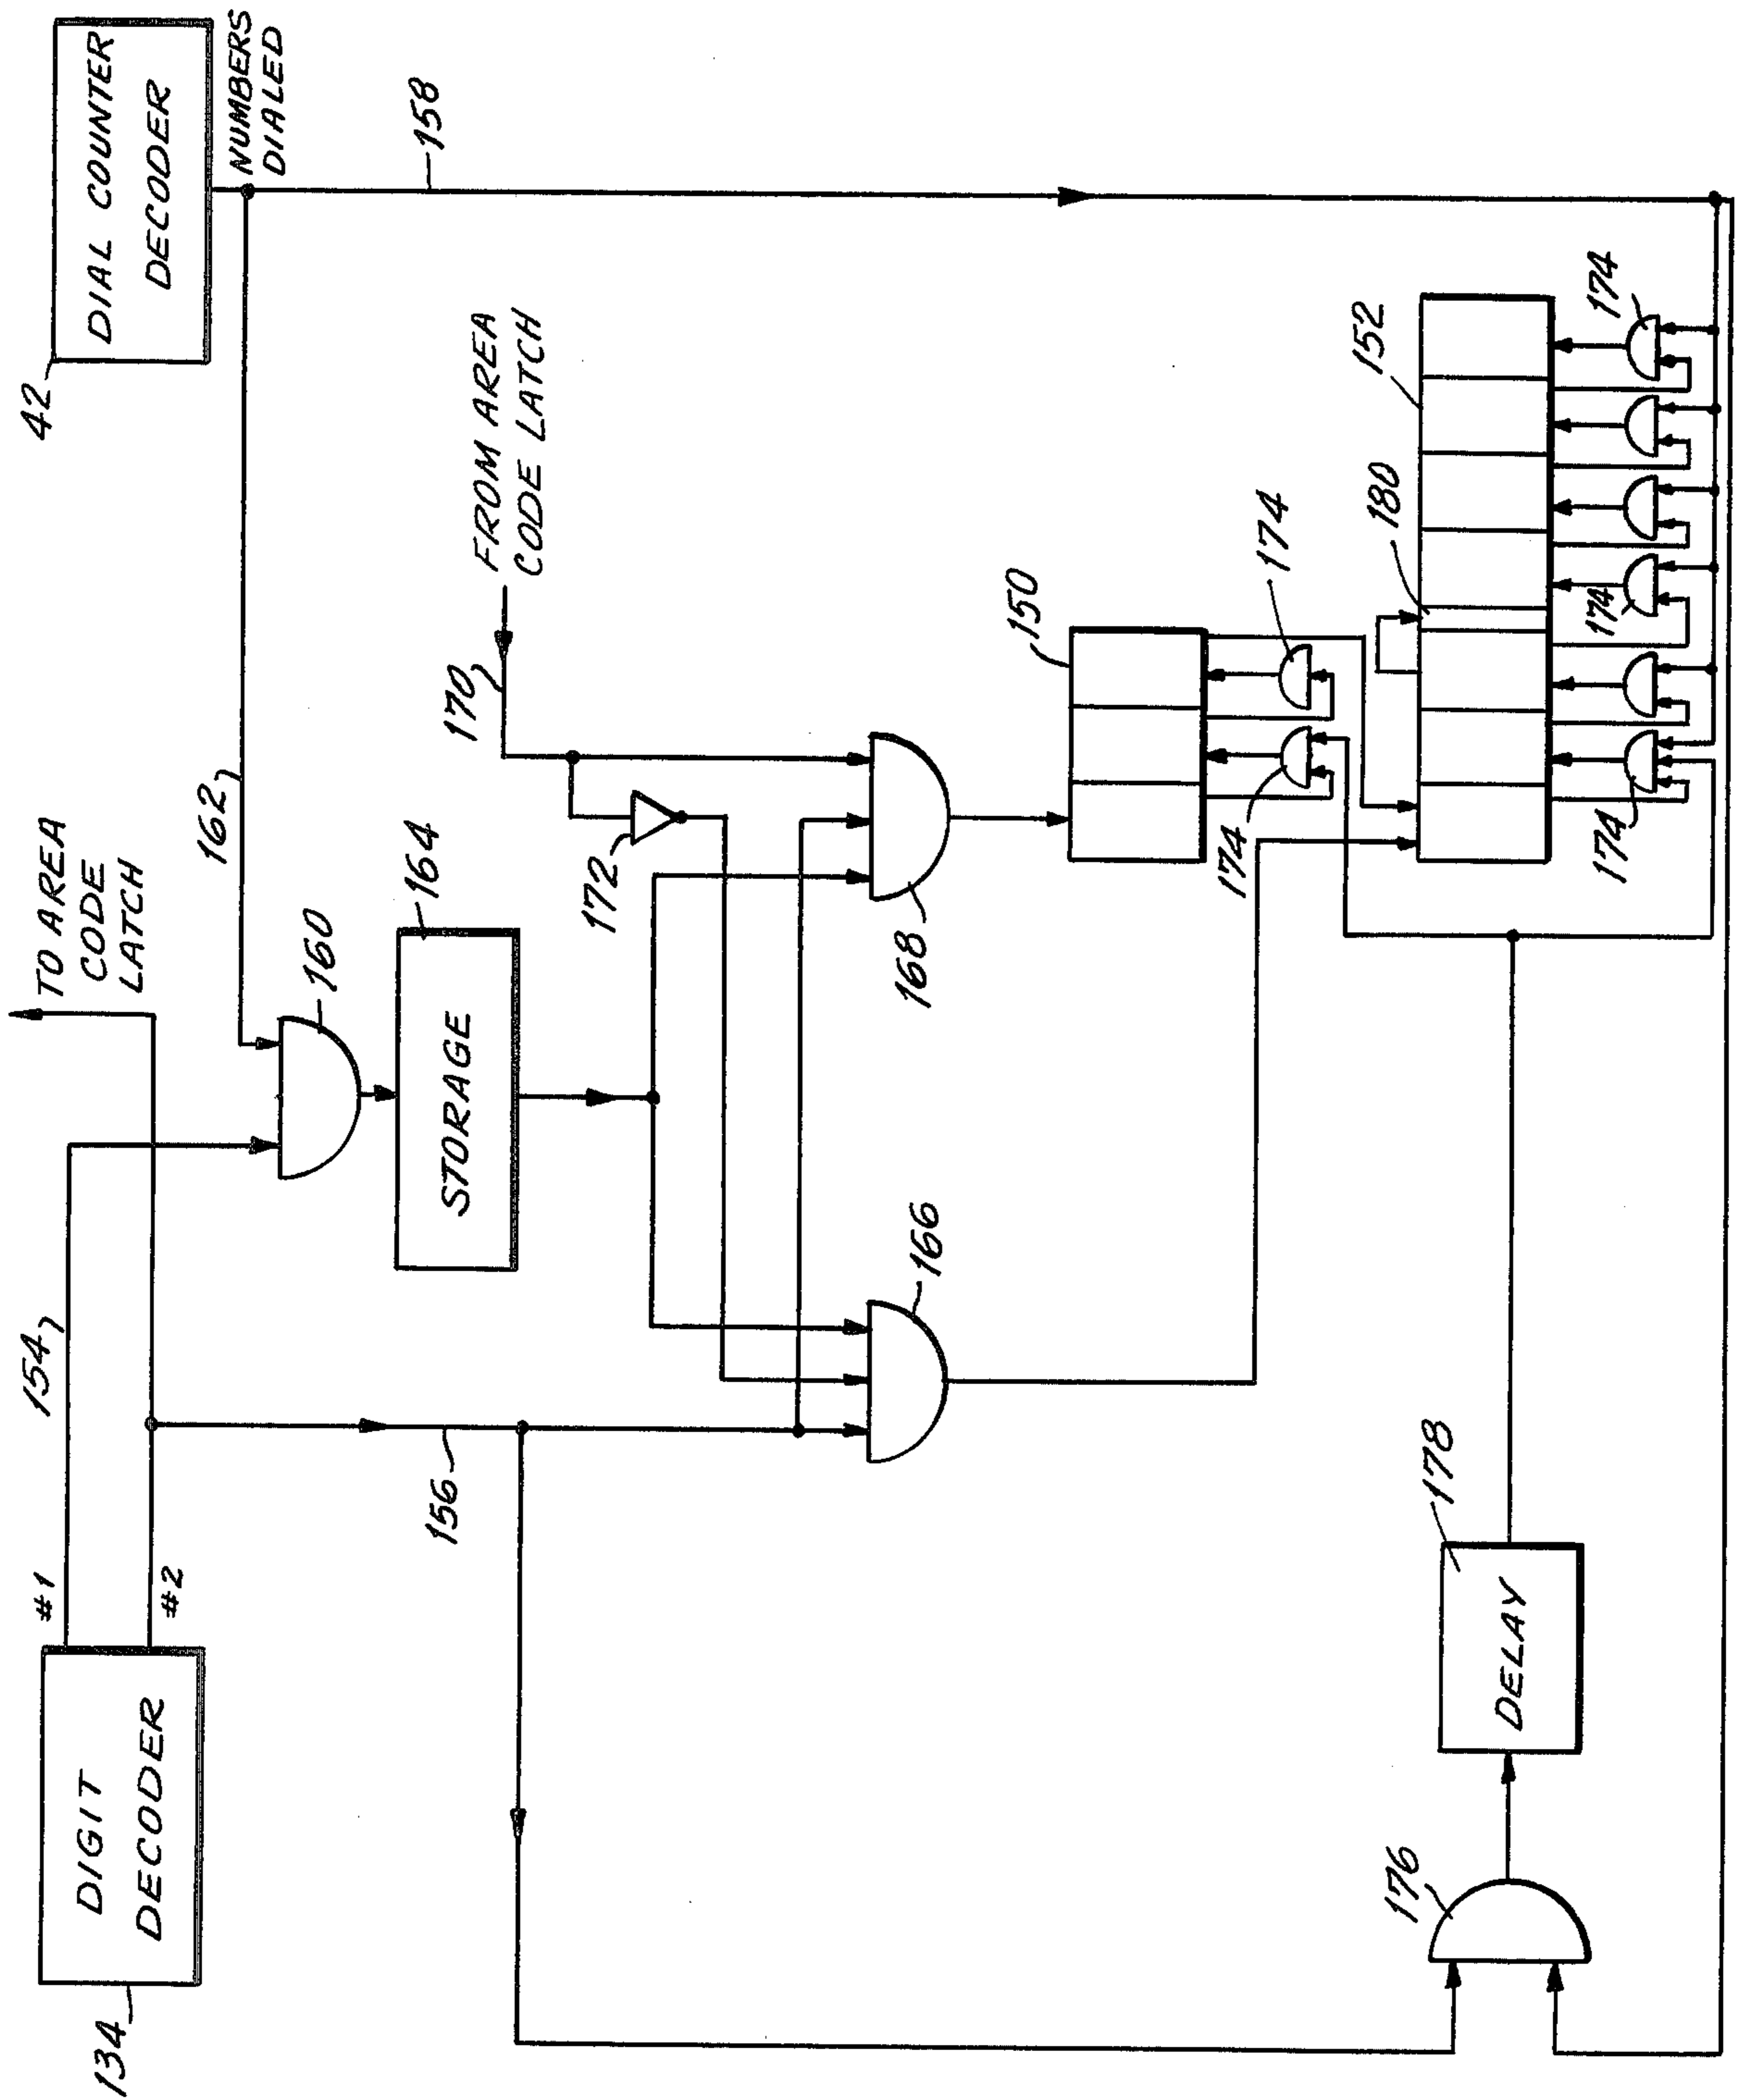 134
DIGIT
DECODER
#1
#2
154
TO AREA
CODE
LATCH
162
42
DIAL COUNTER
DECODER
NUMBERS
DIALED
158
160
STORAGE
164
156
170
FROM AREA
CODE LATCH
172
166
168
150
174
174
152
180
174
174
174
176
DELAY
178